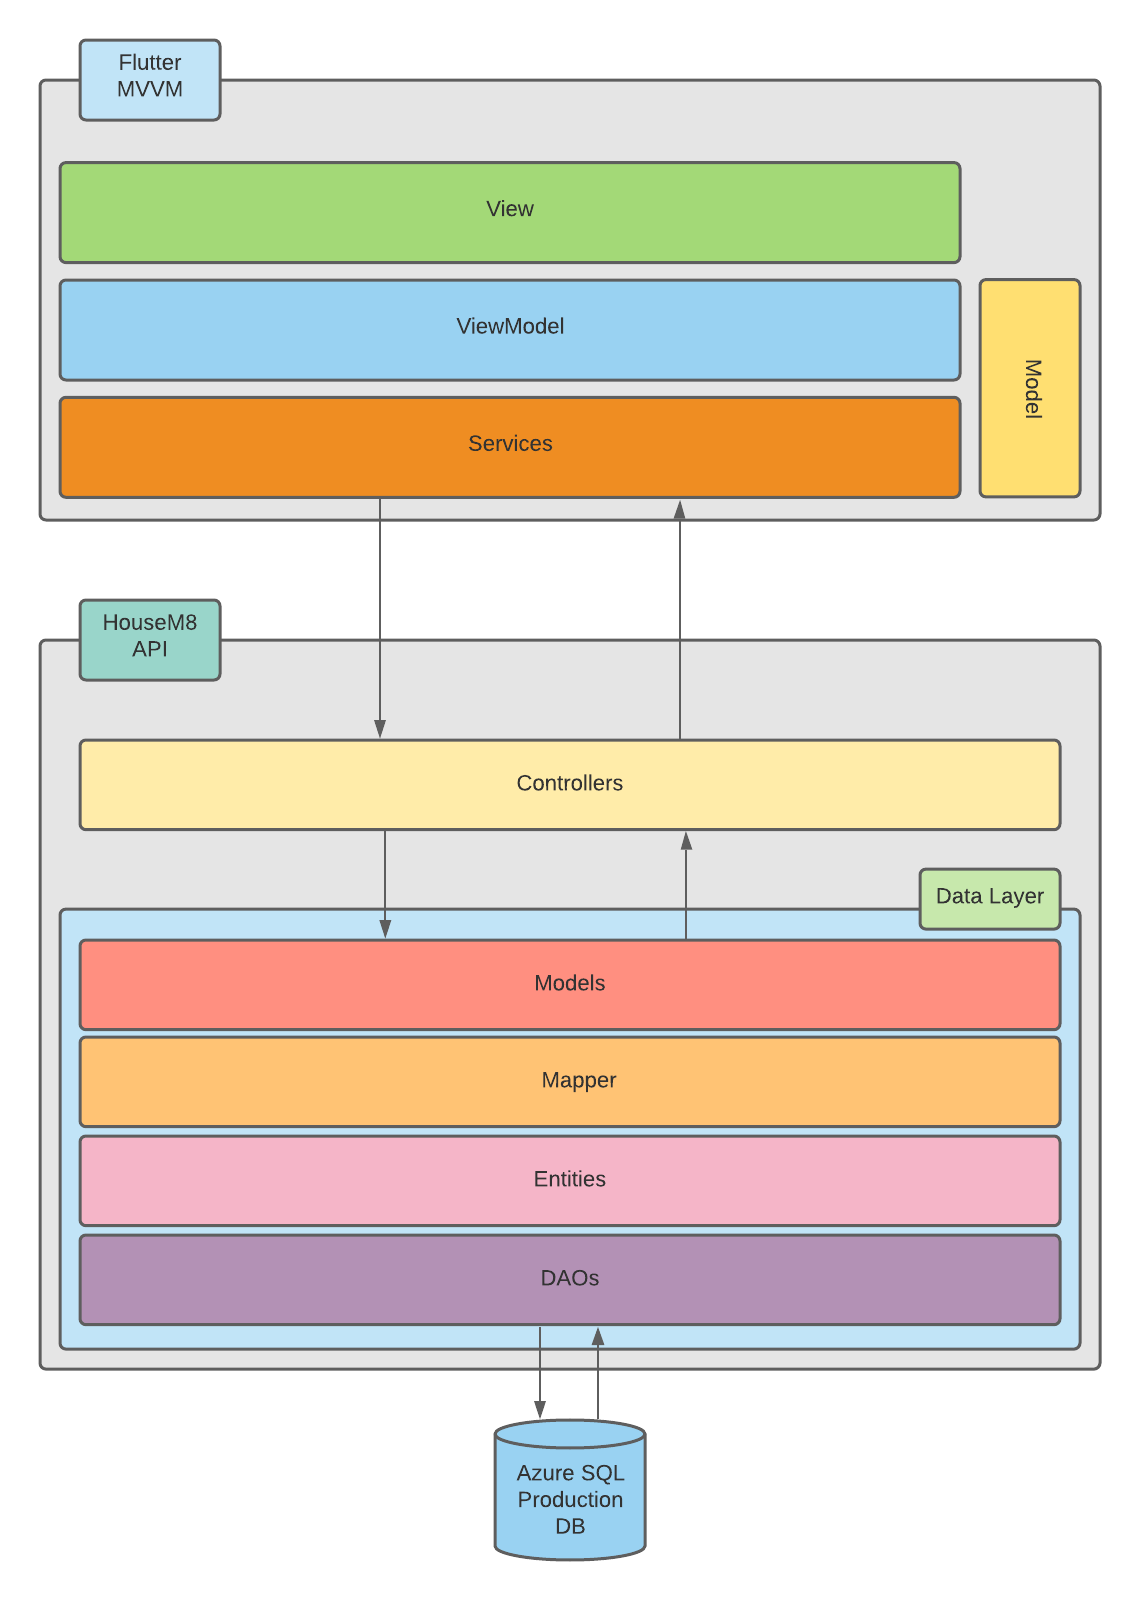 Flutter
MVVM
View
ViewModel
Model
Services
HouseM8
API
Controllers
Data Layer
Models
Mapper
Entities
DAOs
Azure SQL
Production
DB